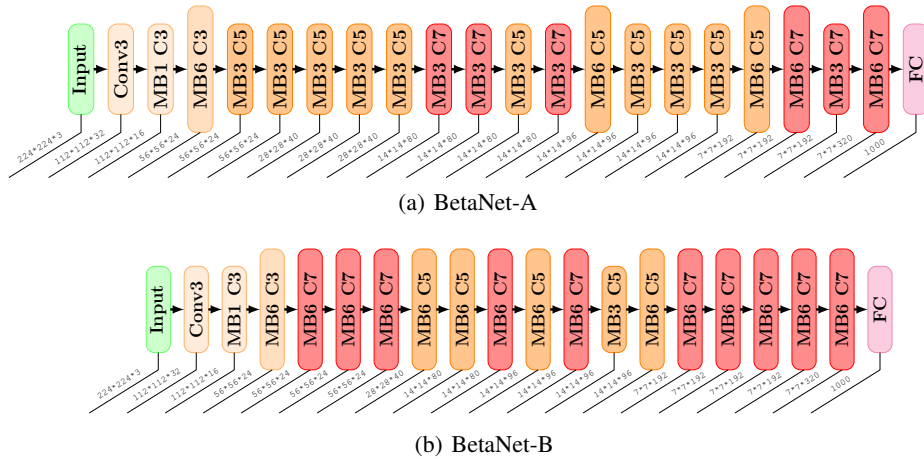 Input
Conv3
MB1 C3
MB6 C3
MB3 C5
MB3 C5
MB3 C5
MB3 C5
MB3 C5
MB3 C7
MB3 C7
MB3 C5
MB3 C7
MB6 C5
MB3 C5
MB3 C5
MB3 C5
MB6 C5
MB6 C7
MB3 C7
MB6 C7
FC
224*224*3
112*112*32
112*112*16
56*56*24
56*56*24
56*56*24
28*28*40
28*28*40
28*28*40
14*14*80
14*14*80
14*14*80
14*14*80
14*14*96
14*14*96
14*14*96
14*14*96
7*7*192
7*7*192
7*7*192
7*7*320
1000
(a) BetaNet-A
Input
Conv3
MB1 C3
MB6 C3
MB6 C7
MB6 C7
MB6 C7
MB6 C5
MB6 C5
MB6 C7
MB6 C5
MB6 C7
MB3 C5
MB6 C5
MB6 C7
MB6 C7
MB6 C7
MB6 C7
MB6 C7
FC
224*224*3
112*112*32
112*112*16
56*56*24
56*56*24
56*56*24
56*56*24
28*28*40
14*14*80
14*14*80
14*14*96
14*14*96
14*14*96
14*14*96
7*7*192
7*7*192
7*7*192
7*7*192
7*7*320
1000
(b) BetaNet-B